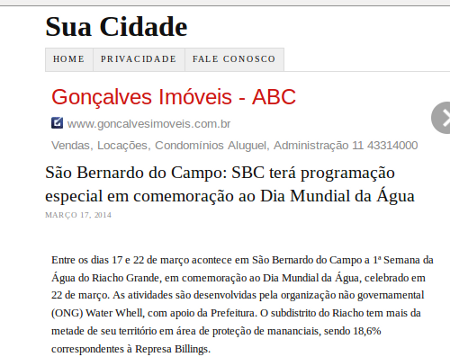 Sua Cidade
HOME PRIVACIDADE FALE CONOSCO
Gonçalves Imóveis - ABC
www.goncalvesimoveis.com.br
Vendas, Locações, Condomínios Aluguel, Administração 11 43314000
São Bernardo do Campo: SBC terá programação
especial em comemoração ao Dia Mundial da Água
MARÇO 17, 2014
Entre os dias 17 e 22 de março acontece em São Bernardo do Campo a 1ª Semana da
Água do Riacho Grande, em comemoração ao Dia Mundial da Água, celebrado em
22 de março. As atividades são desenvolvidas pela organização não governamental
(ONG) Water Whell, com apoio da Prefeitura. O subdistrito do Riacho tem mais da
metade de seu território em área de proteção de mananciais, sendo 18,6%
correspondentes à Represa Billings.